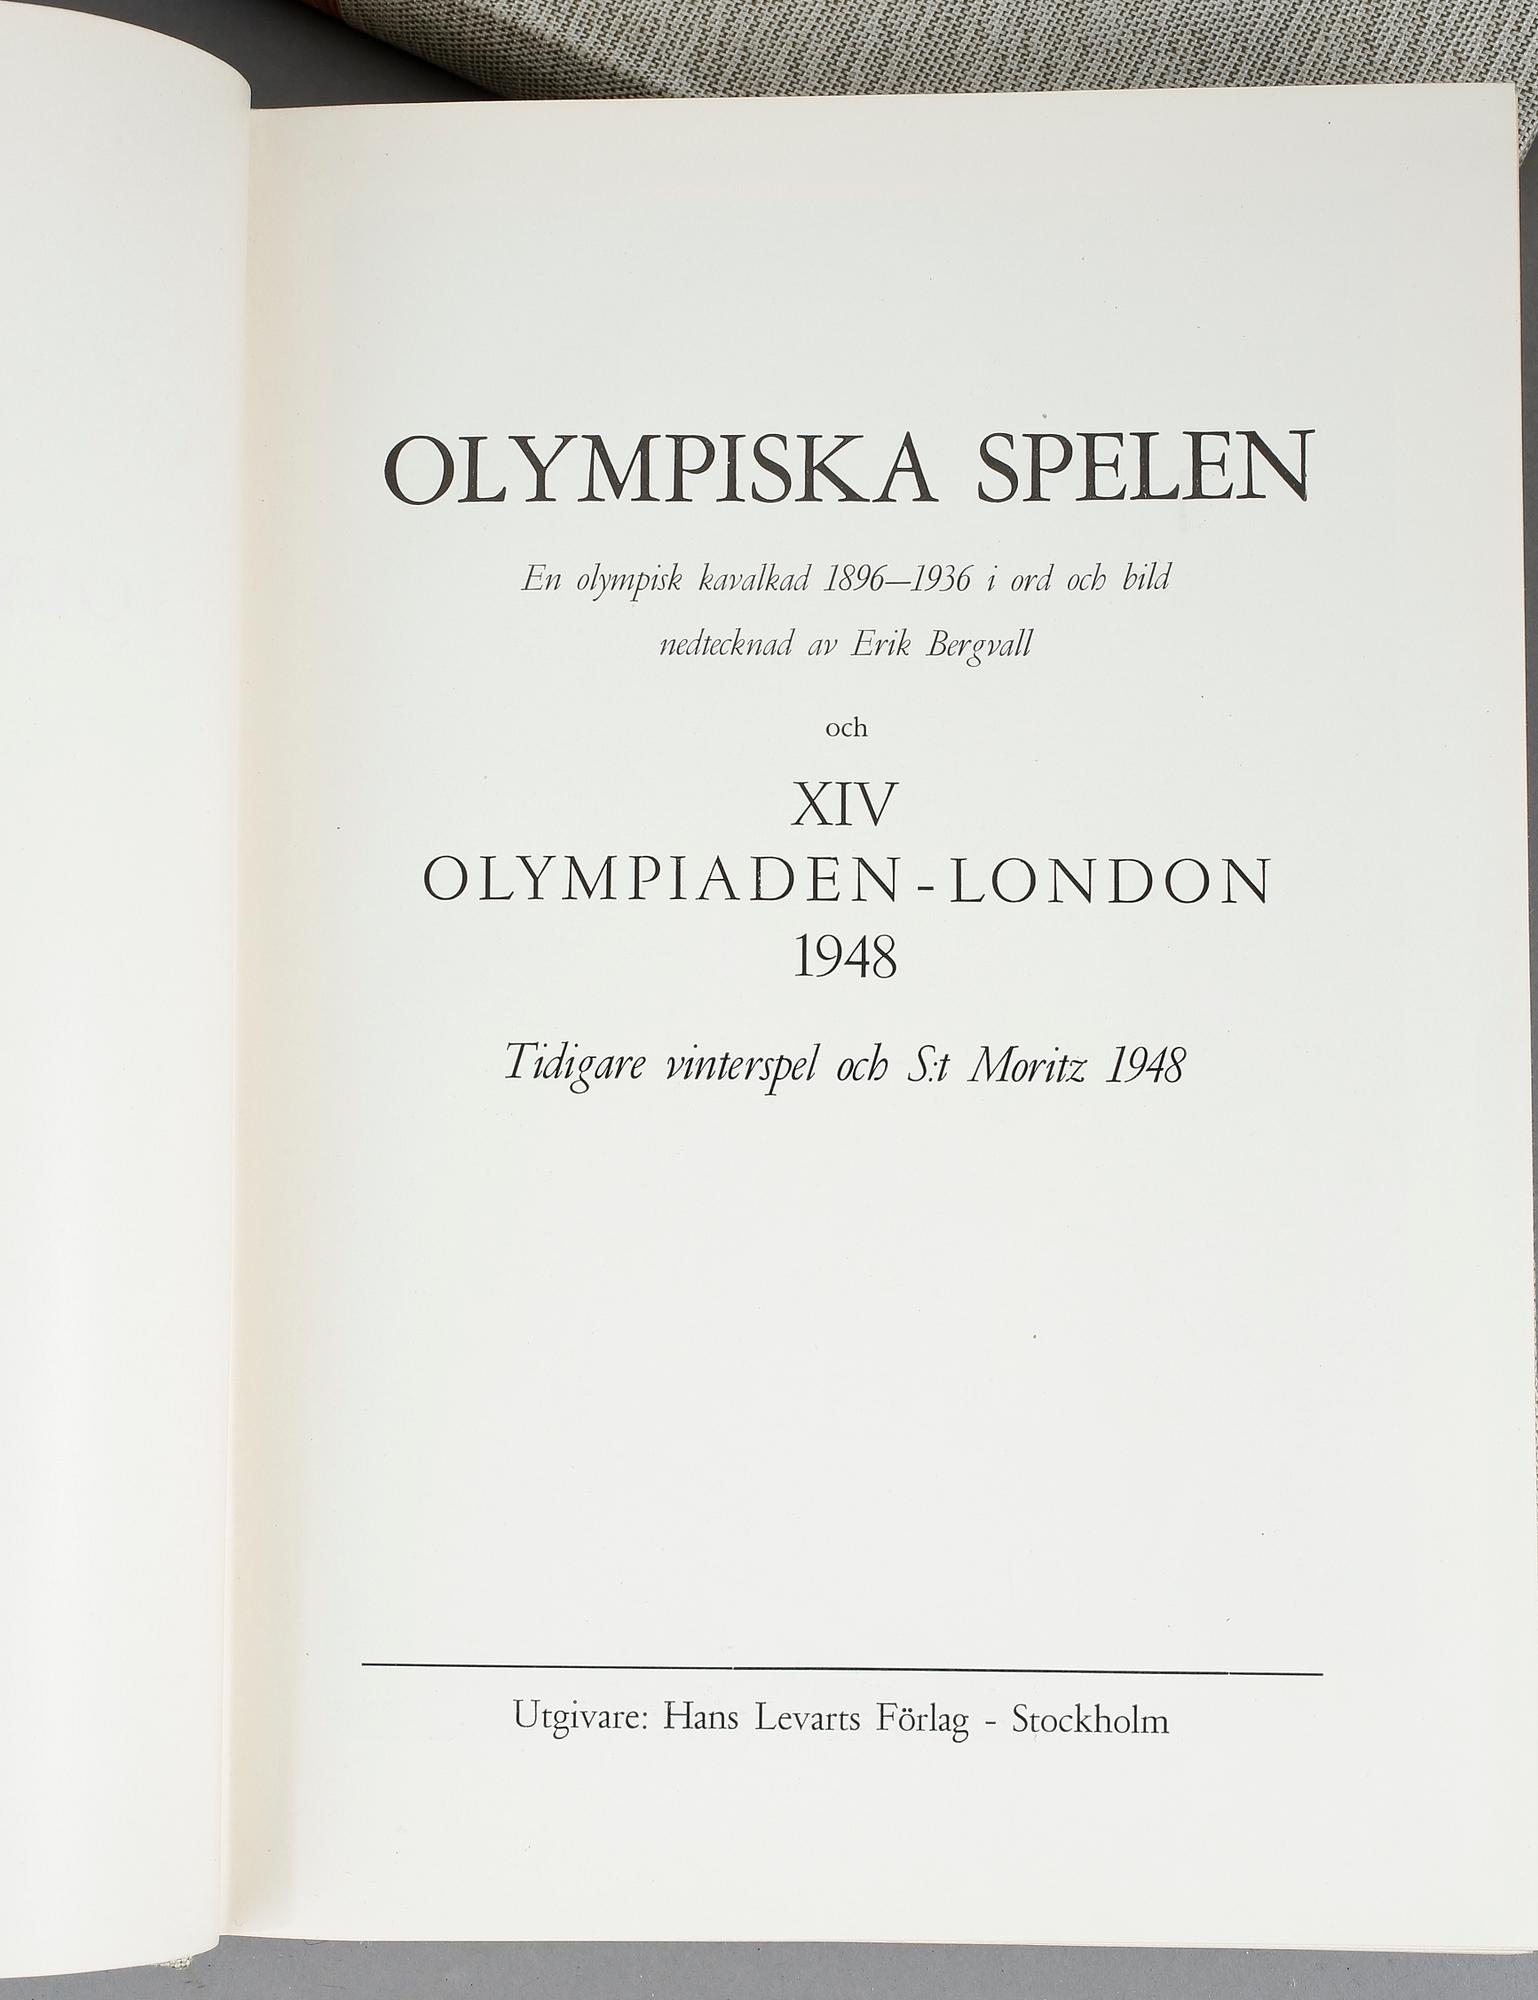 OLYMPISKA SPELEN
En olympisk kavalkad 1896—1936 i ord och bild
nedtecknad av Erik Bergvall
och
XIV
OLYMPIADEN - LONDON
1948
Tidigare vinterspel och S:t Moritz 1948
Utgivare: Hans Levarts Förlag - Stockholm